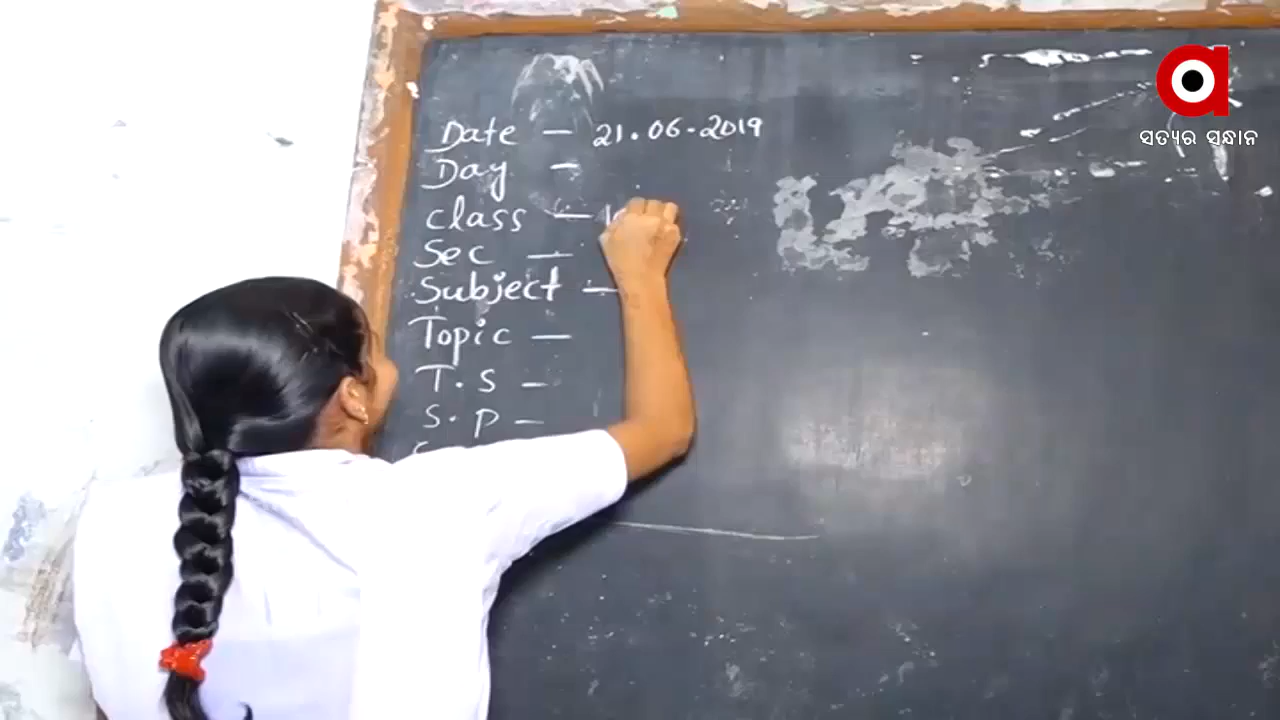 Date - 21.06-2019
Day -
class -
Sec -
Subject -
Topic -
T.S -
S.P -
ସତ୍ୟର ସନ୍ଧାନ